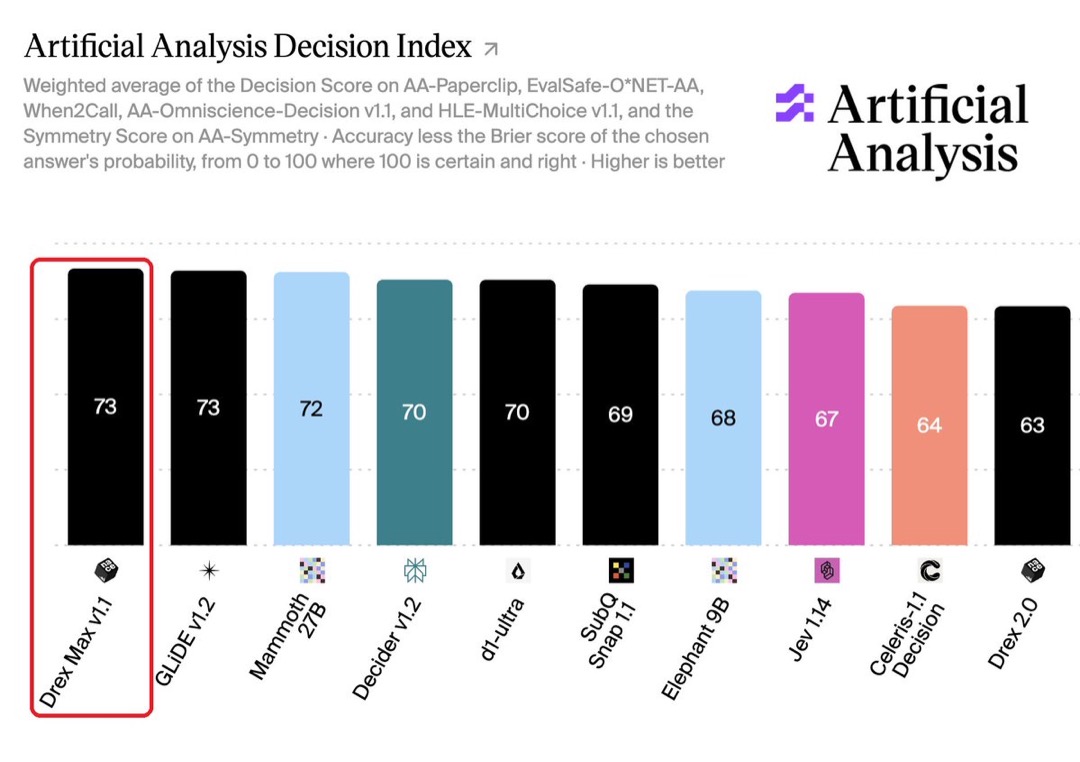 Artificial Analysis Decision Index ↗
Weighted average of the Decision Score on AA-Paperclip, EvalSafe-O*NET-AA,
When2Call, AA-Omniscience-Decision v1.1, and HLE-MultiChoice v1.1, and the
Symmetry Score on AA-Symmetry · Accuracy less the Brier score of the chosen
answer's probability, from 0 to 100 where 100 is certain and right · Higher is better
Artificial
Analysis
73
73
72
70
70
69
68
67
64
63
Drex Max v1.1
GLiDE v1.2
Mammoth
27B
Decider v1.2
d1-ultra
SubQ
Snap 1.1
Elephant 9B
Jev 1.14
Celeris-1.1
Decision
Drex 2.0